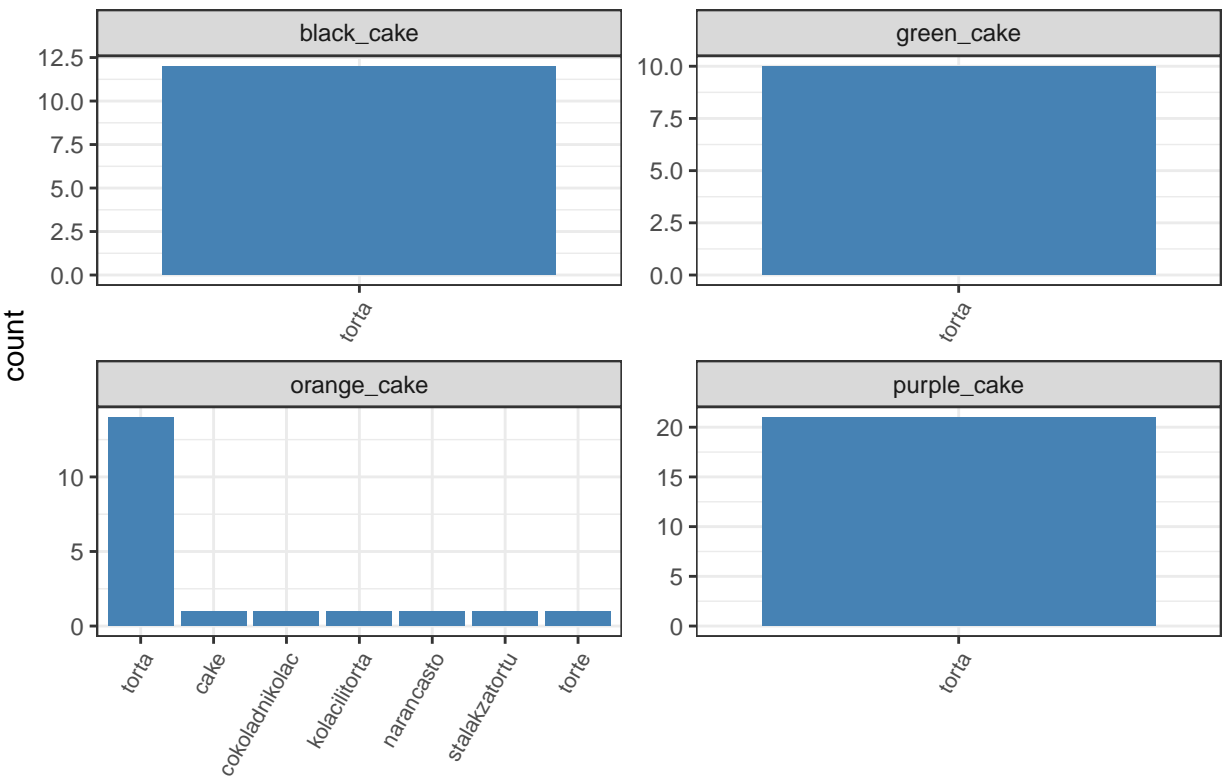 black_cake
green_cake
12.5
10.0
7.5
5.0
2.5
0.0
10.0
7.5
5.0
2.5
0.0
torta
torta
count
orange_cake
purple_cake
10
5
0
20
15
10
5
0
torta
cake
cokoladnikolac
kolacilitorta
narancasto
stalakzatortu
torte
torta